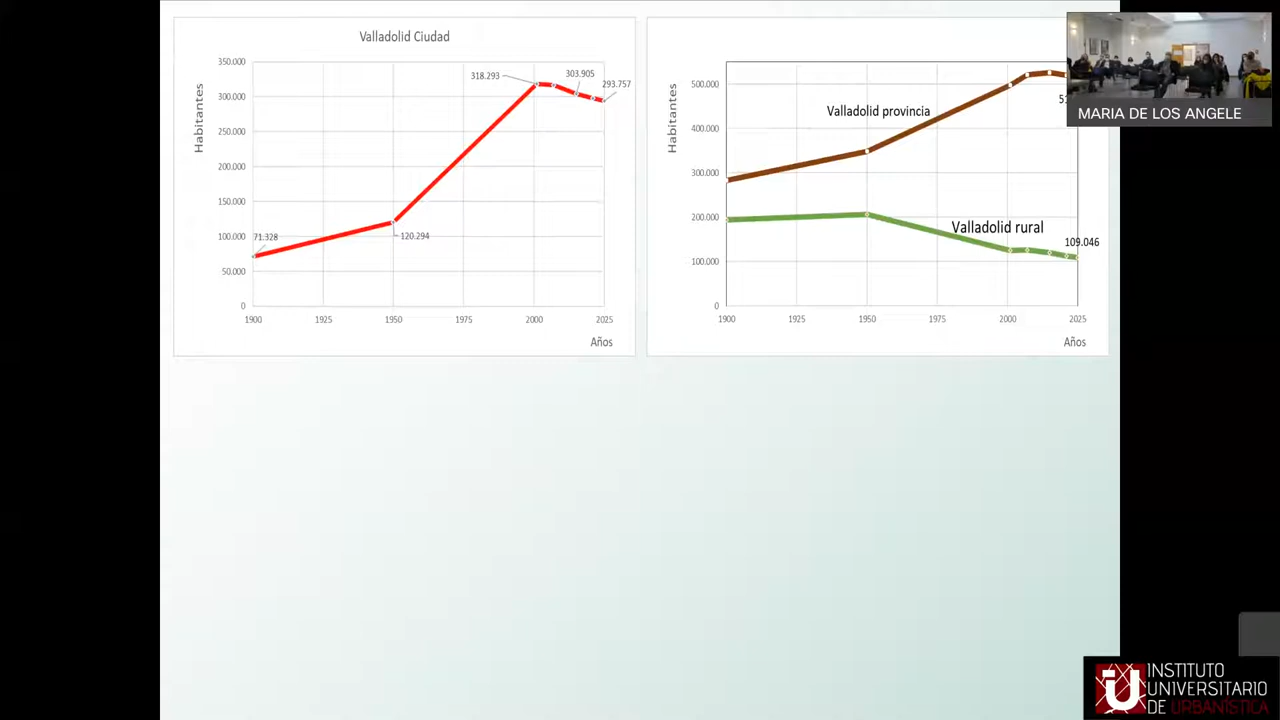 Valladolid Ciudad
350.000
300.000
250.000
200.000
150.000
100.000
50.000
0
Habitantes
318.293
303.905
293.757
71.328
120.294
1900
1925
1950
1975
2000
2025
Años
500.000
400.000
300.000
200.000
100.000
0
Habitantes
Valladolid provincia
Valladolid rural
109.046
1900
1925
1950
1975
2000
2025
Años
MARIA DE LOS ANGELE
INSTITUTO
UNIVERSITARIO
DE URBANÍSTICA